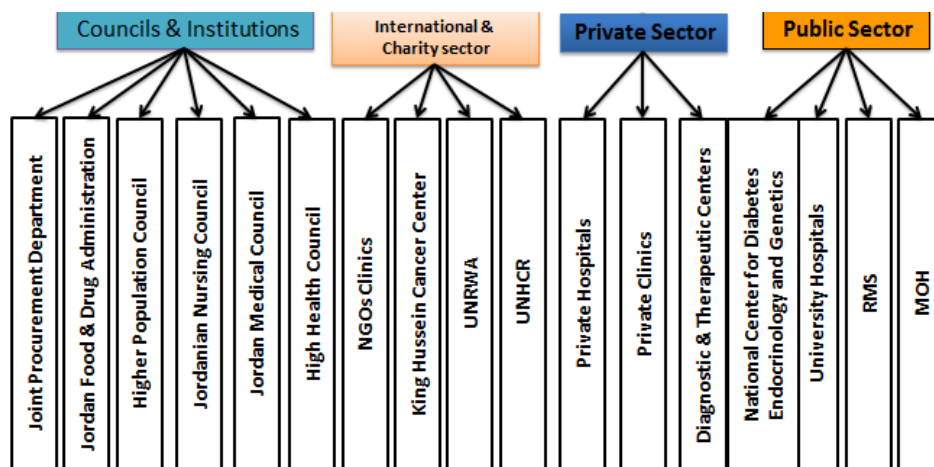 Councils & Institutions
International &
Charity sector
Private Sector
Public Sector
Joint Procurement Department
Jordan Food & Drug Administration
Higher Population Council
Jordanian Nursing Council
Jordan Medical Council
High Health Council
NGOs Clinics
King Hussein Cancer Center
UNRWA
UNHCR
Private Hospitals
Private Clinics
Diagnostic & Therapeutic Centers
National Center for Diabetes
Endocrinology and Genetics
University Hospitals
RMS
MOH